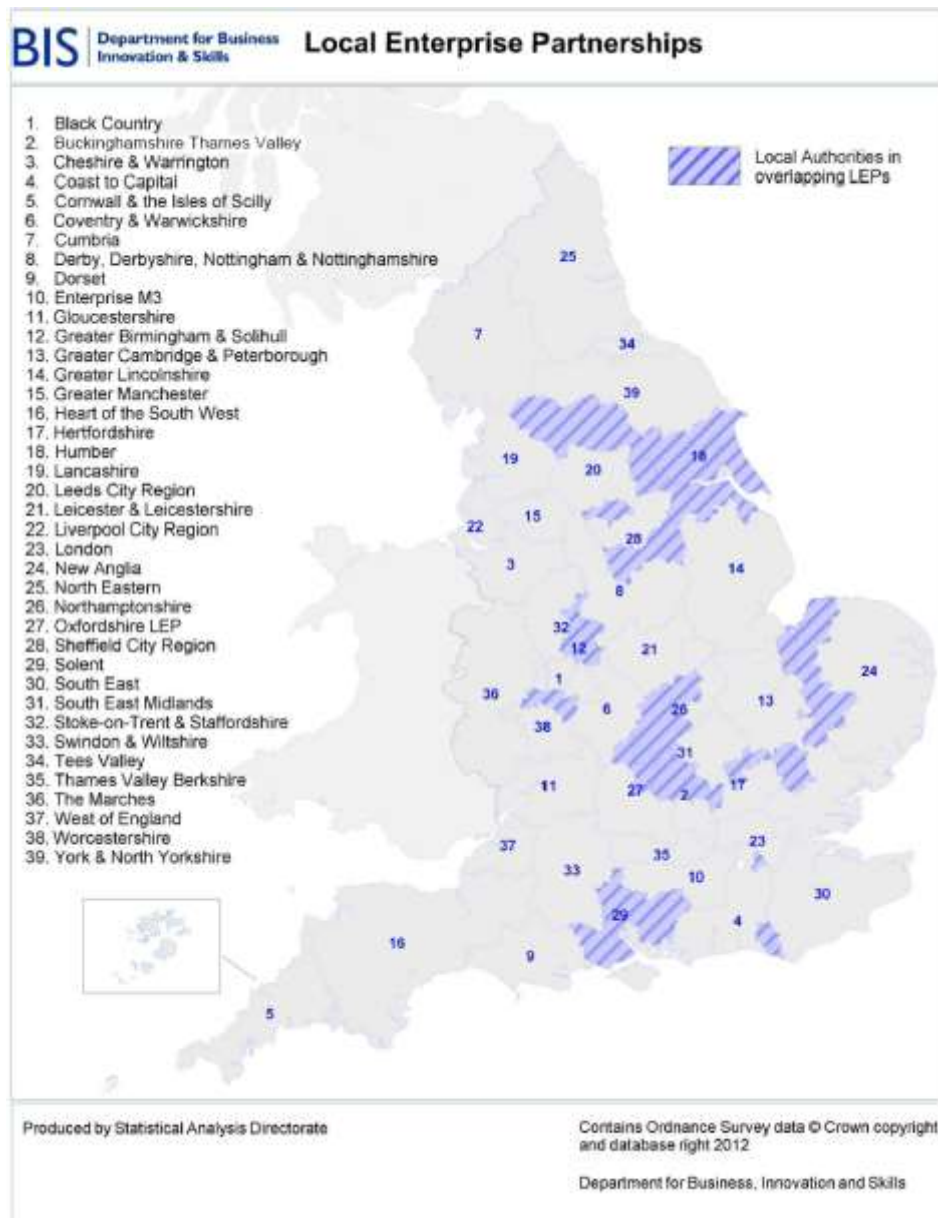 BIS Department for Business
Innovation & Skills
Local Enterprise Partnerships
1. Black Country
2. Buckinghamshire Thames Valley
3. Cheshire & Warrington
4. Coast to Capital
5. Cornwall & the Isles of Scilly
6. Coventry & Warwickshire
7. Cumbria
8. Derby, Derbyshire, Nottingham & Nottinghamshire
9. Dorset
10. Enterprise M3
11. Gloucestershire
12. Greater Birmingham & Solihull
13. Greater Cambridge & Peterborough
14. Greater Lincolnshire
15. Greater Manchester
16. Heart of the South West
17. Hertfordshire
18. Humber
19. Lancashire
20. Leeds City Region
21. Leicester & Leicestershire
22. Liverpool City Region
23. London
24. New Anglia
25. North Eastern
26. Northamptonshire
27. Oxfordshire LEP
28. Sheffield City Region
29. Solent
30. South East
31. South East Midlands
32. Stoke-on-Trent & Staffordshire
33. Swindon & Wiltshire
34. Tees Valley
35. Thames Valley Berkshire
36. The Marches
37. West of England
38. Worcestershire
39. York & North Yorkshire
Local Authorities in
overlapping LEPs
25
7
34
39
19
20
18
22
15
28
3
14
8
32
12
21
24
1
36
6
26
13
38
31
11
27
2
17
37
33
35
23
10
30
29
4
16
9
5
Produced by Statistical Analysis Directorate
Contains Ordnance Survey data © Crown copyright
and database right 2012
Department for Business, Innovation and Skills